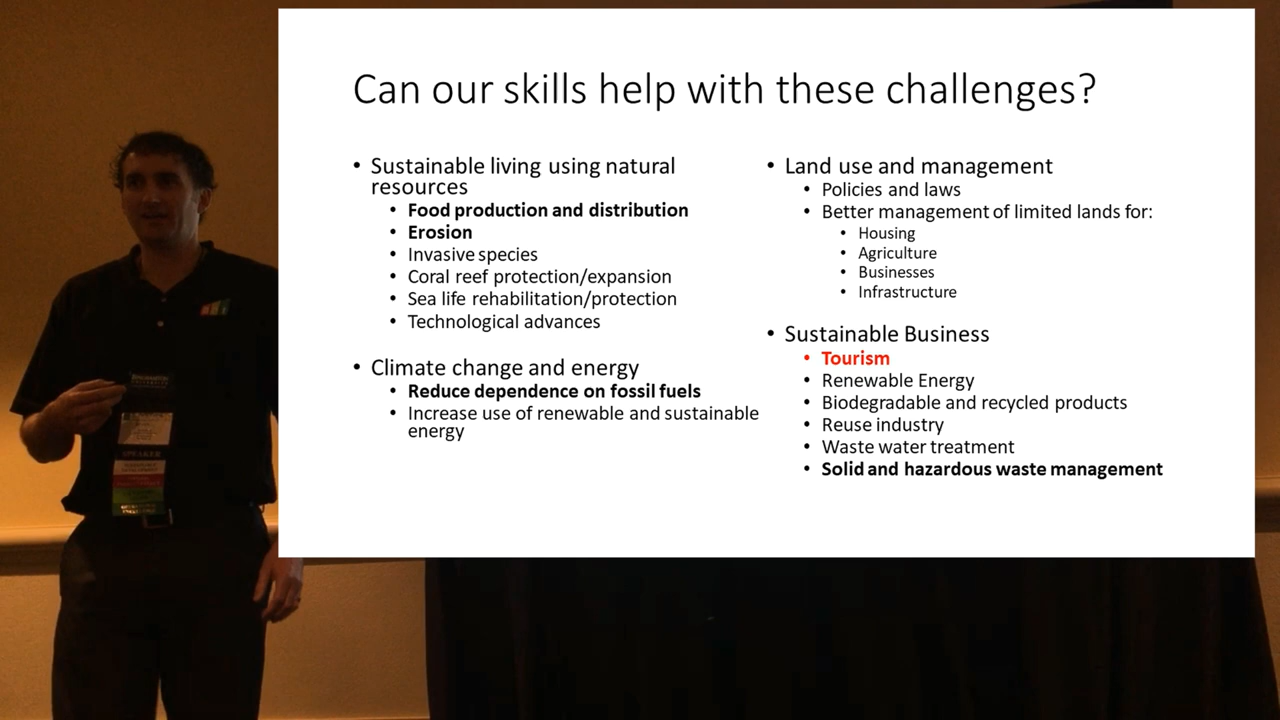 Can our skills help with these challenges?
• Sustainable living using natural
resources
• Food production and distribution
• Erosion
• Invasive species
• Coral reef protection/expansion
• Sea life rehabilitation/protection
• Technological advances
• Climate change and energy
• Reduce dependence on fossil fuels
• Increase use of renewable and sustainable
energy
• Land use and management
• Policies and laws
• Better management of limited lands for:
• Housing
• Agriculture
• Businesses
• Infrastructure
• Sustainable Business
• Tourism
• Renewable Energy
• Biodegradable and recycled products
• Reuse industry
• Waste water treatment
• Solid and hazardous waste management
SPEAKER